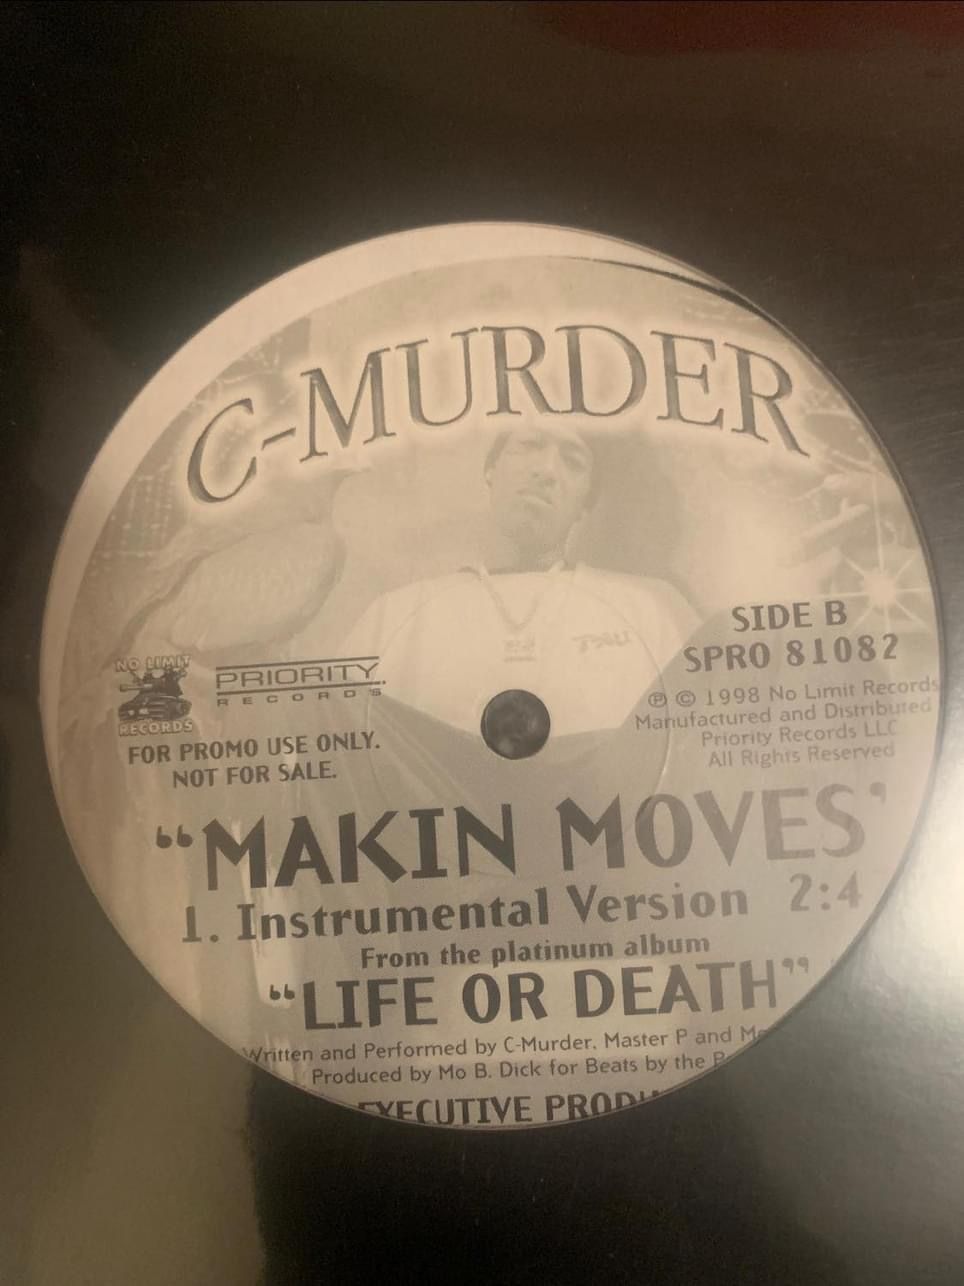 C-MURDER
SIDE B
SPRO 81082
NO LIMIT
RECORDS
PRIORITY
RECORDS
℗ © 1998 No Limit Records
Manufactured and Distributed
Priority Records LLC
All Rights Reserved
FOR PROMO USE ONLY.
NOT FOR SALE.
“MAKIN MOVES’
1. Instrumental Version 2:4
From the platinum album
“LIFE OR DEATH”
Written and Performed by C-Murder, Master P and
Produced by Mo B. Dick for Beats by the
EXECUTIVE